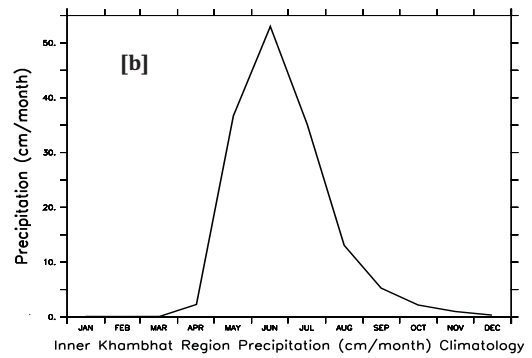 [b]
Precipitation (cm/month)
50.
40.
30.
20.
10.
0.
JAN FEB MAR APR MAY JUN JUL AUG SEP OCT NOV DEC
Inner Khambhat Region Precipitation (cm/month) Climatology